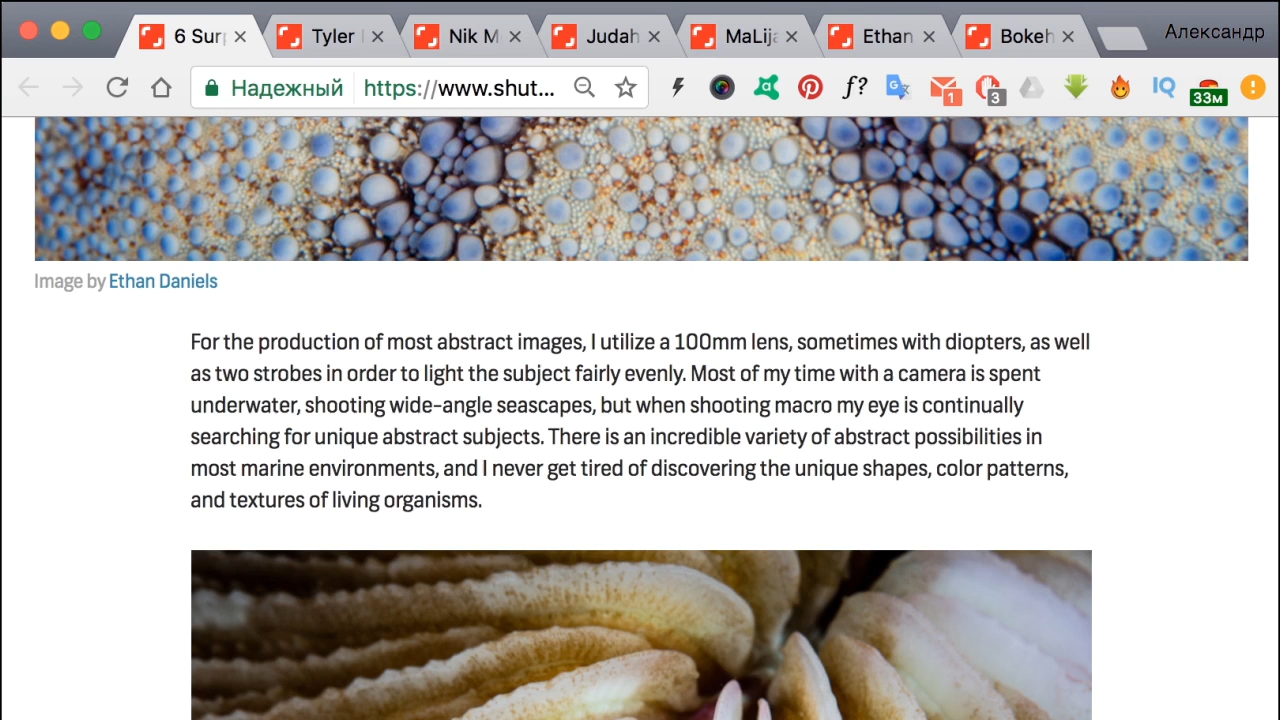 6 Sur
Tyler
Nik M
Judah
MaLija
Ethan
Bokeh
Александр
Надежный
https://www.shut...
f?
1
3
IQ
33м
Image by Ethan Daniels
For the production of most abstract images, I utilize a 100mm lens, sometimes with diopters, as well
as two strobes in order to light the subject fairly evenly. Most of my time with a camera is spent
underwater, shooting wide-angle seascapes, but when shooting macro my eye is continually
searching for unique abstract subjects. There is an incredible variety of abstract possibilities in
most marine environments, and I never get tired of discovering the unique shapes, color patterns,
and textures of living organisms.